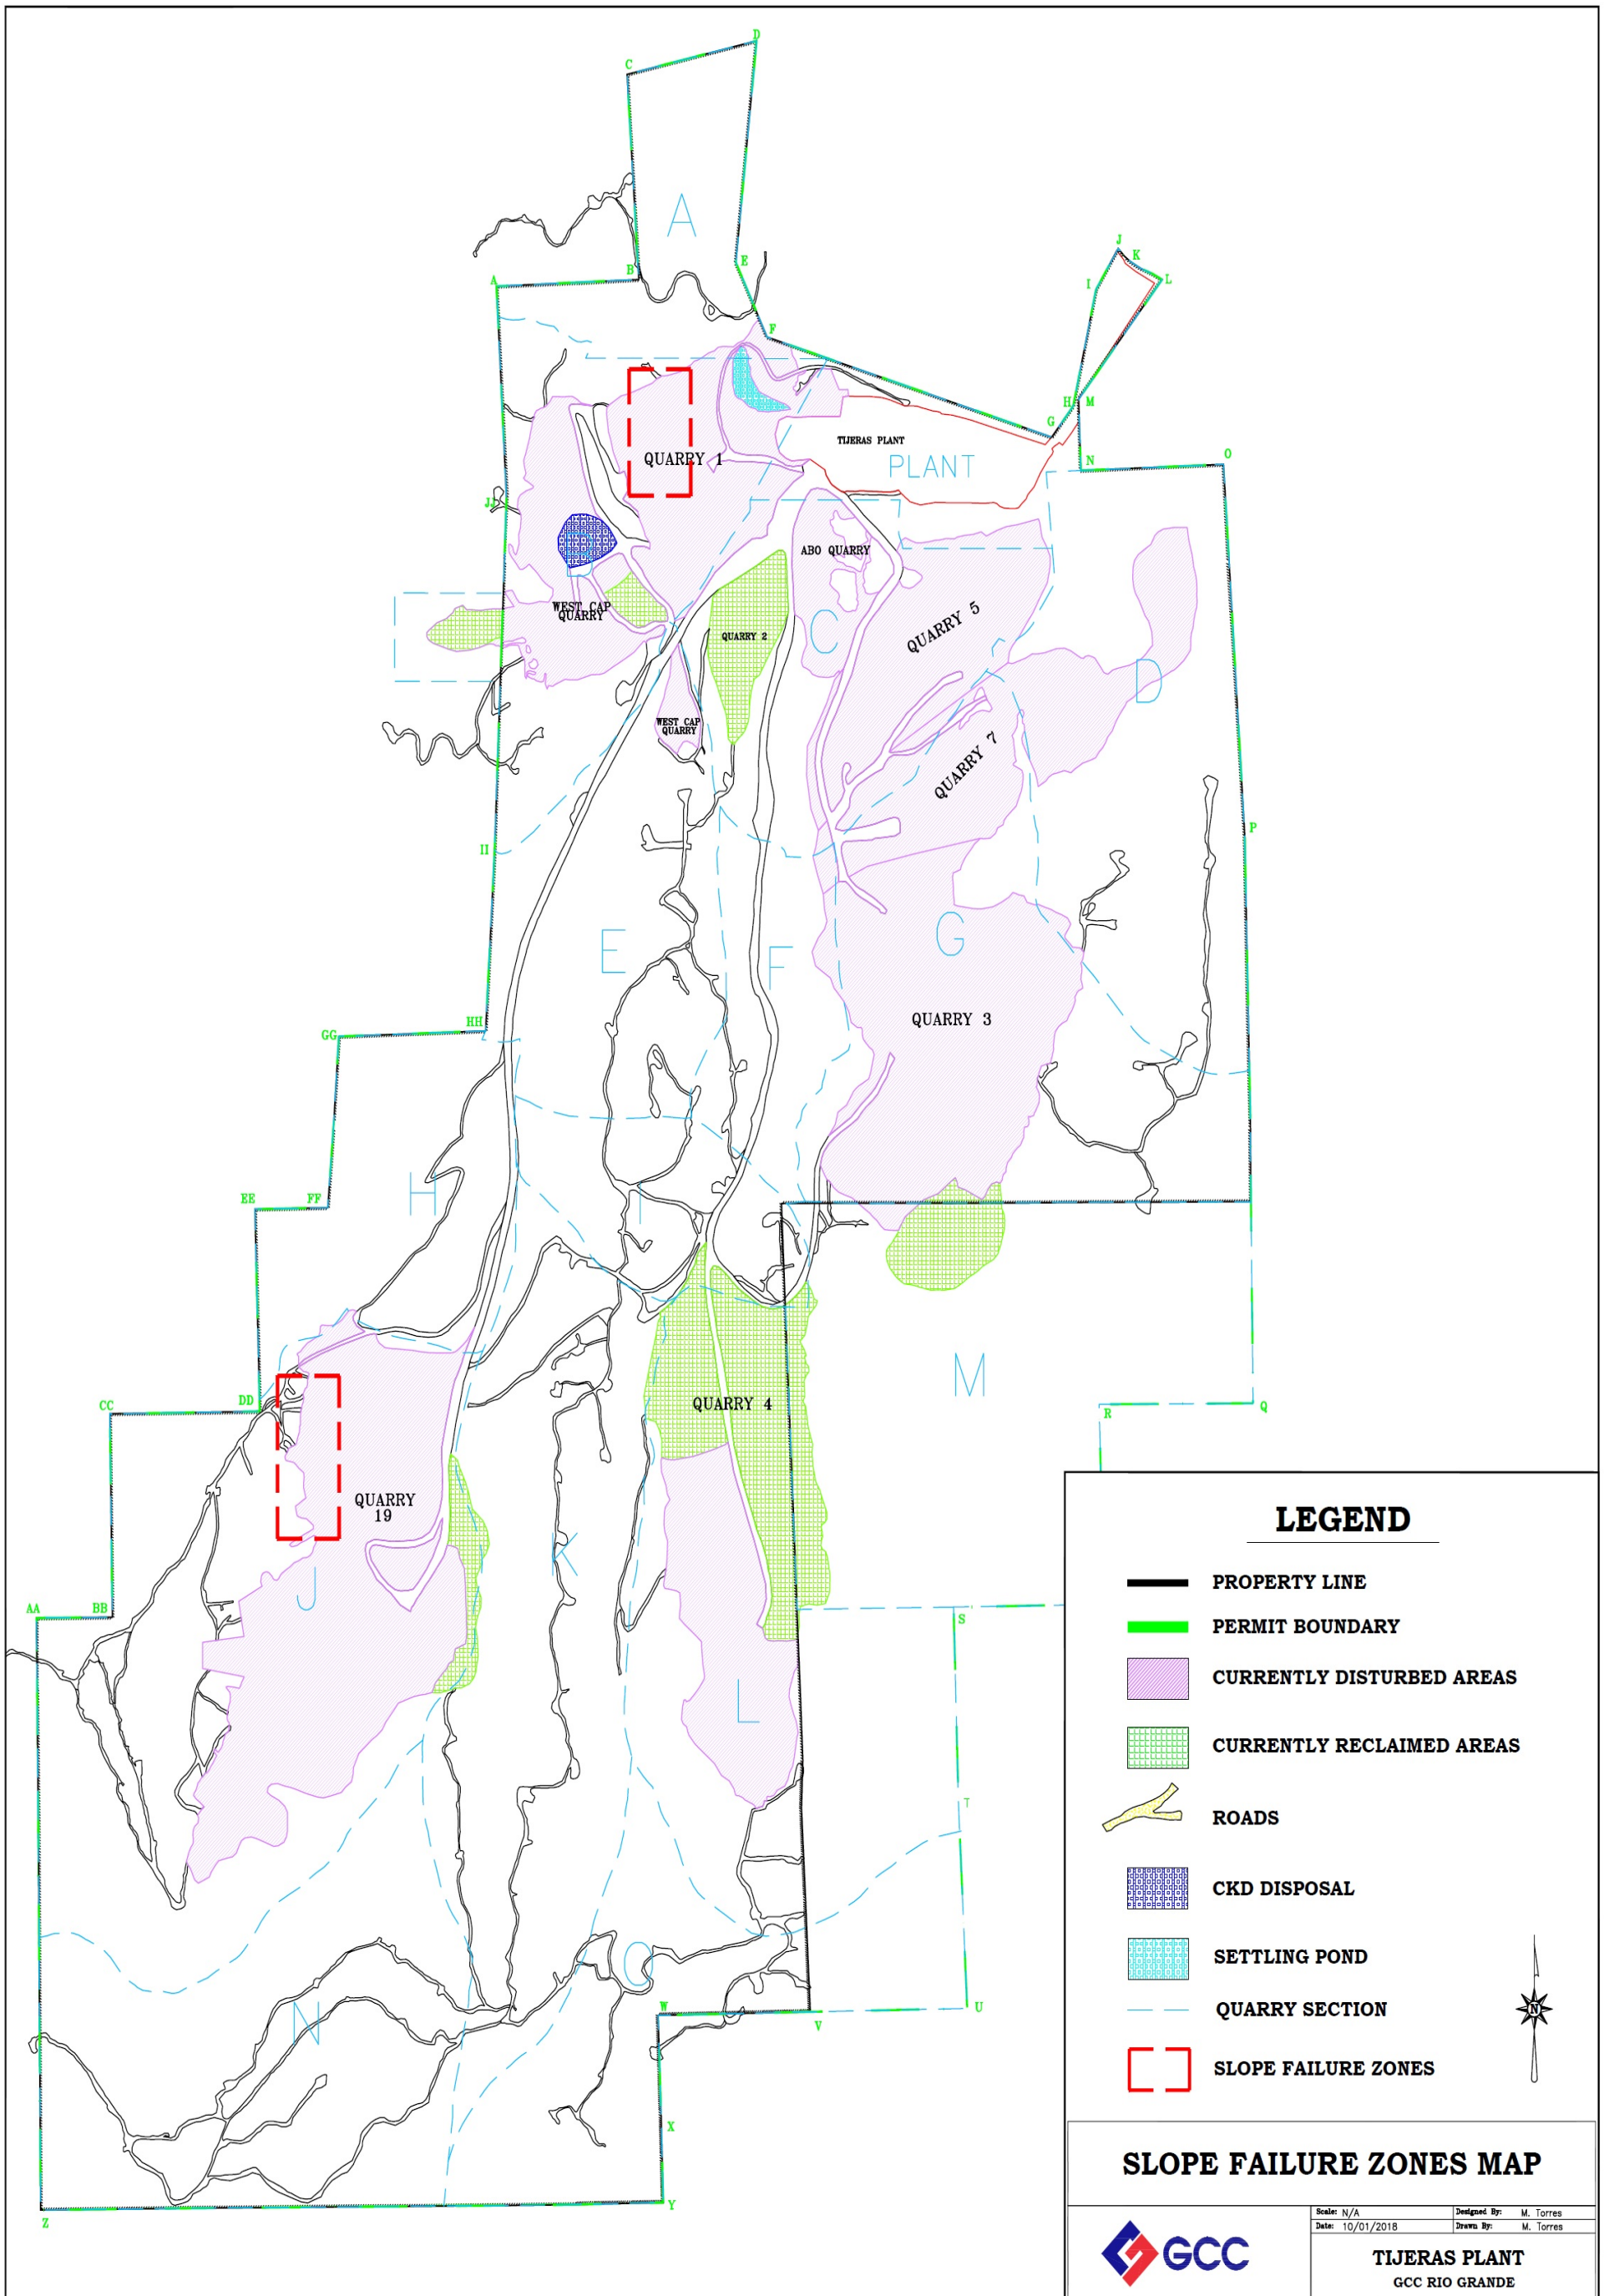 D
C
A
E
B
A
F
J
K
I
L
H
M
G
N
O
TIJERAS PLANT
PLANT
QUARRY 1
JJ
ABO QUARRY
WEST CAP
QUARRY
QUARRY 2
C
QUARRY 5
D
WEST CAP
QUARRY
QUARRY 7
P
II
E
F
G
QUARRY 3
HH
GG
EE
FF
H
I
M
QUARRY 4
R
Q
CC
DD
QUARRY
19
K
J
AA
BB
S
L
T
O
N
W
V
U
X
Y
Z
LEGEND
PROPERTY LINE
PERMIT BOUNDARY
CURRENTLY DISTURBED AREAS
CURRENTLY RECLAIMED AREAS
ROADS
CKD DISPOSAL
SETTLING POND
QUARRY SECTION
N
SLOPE FAILURE ZONES
SLOPE FAILURE ZONES MAP
Scale: N/A
Designed By: M. Torres
Date: 10/01/2018
Drawn By: M. Torres
GCC
TIJERAS PLANT
GCC RIO GRANDE